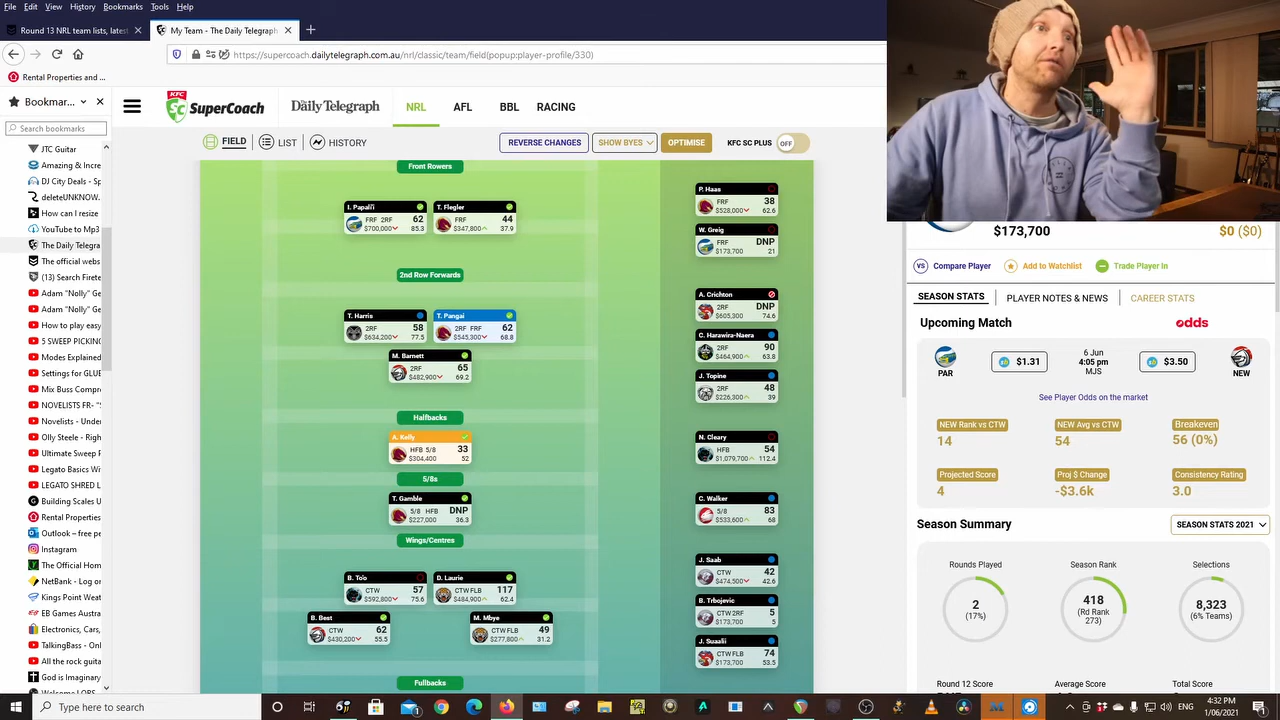 File Edit View History Bookmarks Tools Help
Round 13 NRL team lists, latest
My Team - The Daily Telegraph
https://supercoach.dailytelegraph.com.au/nrl/classic/team/field(popup:player-profile/330)
Rental Properties and ...
Bookmar...
Search bookmarks
JTC Guitar
Amazing & Incre
DJ City Deals - Sp
deleteUNKNOW.
How can I resize
YouTube to Mp3
The Daily Telegra
The official webs
(13) Search Firete
Adam "Nolly" Ge
Adam "Nolly" Ge
How to play easy
SWEEP PICKING
Modes Explained
Settings for GLUE
Mix Buss Compre
NOVELISTS FR- "S
Novelists - Under
Olly Steele - Righ
Ultimate Sweep P
Legato Basics Wi
LEGATO SHRED L
Building Scales U
Rental Properties
Outlook – free pe
Instagram
The Official Hom
NetBank - Log or
Kings Point Weat
EB Games Austra
Electronics, Cars,
TalkingBass - Onl
All the rock guita
God is Imaginary
KFC SC SuperCoach
The Daily Telegraph
NRL AFL BBL RACING
FIELD LIST HISTORY
REVERSE CHANGES SHOW BYES OPTIMISE KFC SC PLUS OFF
Front Rowers
I. Papali'i
FRF 2RF 62
$700,000 85.3
T. Flegler
FRF 44
$347,800 37.9
P. Haas
FRF 38
$528,000 62.6
W. Greig
FRF DNP
$173,700 21
2nd Row Forwards
T. Harris
2RF 58
$634,200 77.5
T. Pangai
2RF FRF 62
$545,300 68.8
M. Barnett
2RF 65
$482,900 69.2
A. Crichton
2RF DNP
$605,300 74.6
C. Harawira-Naera
2RF 90
$464,900 63.8
J. Topine
2RF 48
$226,300 39
Halfbacks
A. Kelly
HFB 5/8 33
$304,400 52
N. Cleary
HFB 54
$1,079,700 112.4
5/8s
T. Gamble
5/8 HFB DNP
$227,000 36.3
C. Walker
5/8 83
$533,600 68
Wings/Centres
B. To'o
CTW 57
$592,800 75.6
D. Laurie
CTW FLB 117
$484,900 62.4
B. Best
CTW 62
$430,200 55.5
M. Mbye
CTW FLB 49
$277,800 31.2
J. Saab
CTW 42
$474,500 42.6
B. Trbojevic
CTW 2RF 5
$173,700 5
J. Suaalii
CTW FLB 74
$173,700 53.5
Fullbacks
$173,700 $0 ($0)
VS Compare Player Add to Watchlist Trade Player In
SEASON STATS PLAYER NOTES & NEWS CAREER STATS
Upcoming Match odds
PAR $1.31 6 Jun 4:05 pm MJS $3.50 NEW
See Player Odds on the market
NEW Rank vs CTW NEW Avg vs CTW Breakeven
14 54 56 (0%)
Projected Score Proj $ Change Consistency Rating
4 -$3.6k 3.0
Season Summary SEASON STATS 2021
Rounds Played Season Rank Selections
2 (17%) 418 (Rd Rank 273) 8,323 (6% Teams)
Round 12 Score Average Score Total Score
Type here to search
4:32 PM
1/06/2021